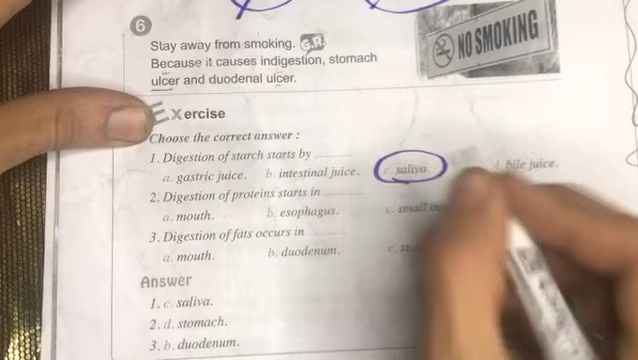 6
Stay away from smoking. G.R.
NO SMOKING
Because it causes indigestion, stomach
ulcer and duodenal ulcer.
Exercise
Choose the correct answer :
1. Digestion of starch starts by ............
a. gastric juice. b. intestinal juice. c. saliva. d. bile juice.
2. Digestion of proteins starts in ............
a. mouth. b. esophagus. c. small
3. Digestion of fats occurs in ............
a. mouth. b. duodenum. c.
Answer
1. c. saliva.
2. d. stomach.
3. b. duodenum.